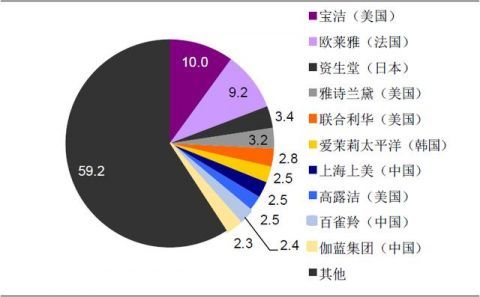 宝洁（美国）
欧莱雅（法国）
资生堂（日本）
雅诗兰黛（美国）
联合利华（美国）
爱茉莉太平洋（韩国）
上海上美（中国）
高露洁（美国）
百雀羚（中国）
伽蓝集团（中国）
其他
10.0
9.2
3.4
3.2
2.8
2.5
2.5
2.5
2.4
2.3
59.2